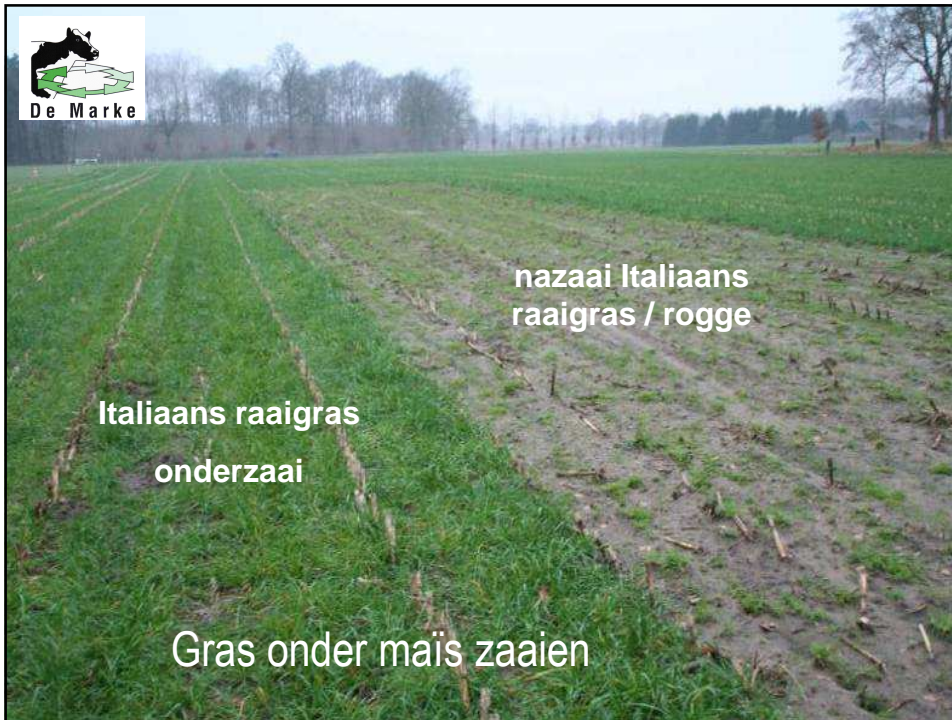 De Marke
nazaai Italiaans
raaigras / rogge
Italiaans raaigras
onderzaai
Gras onder maïs zaaien